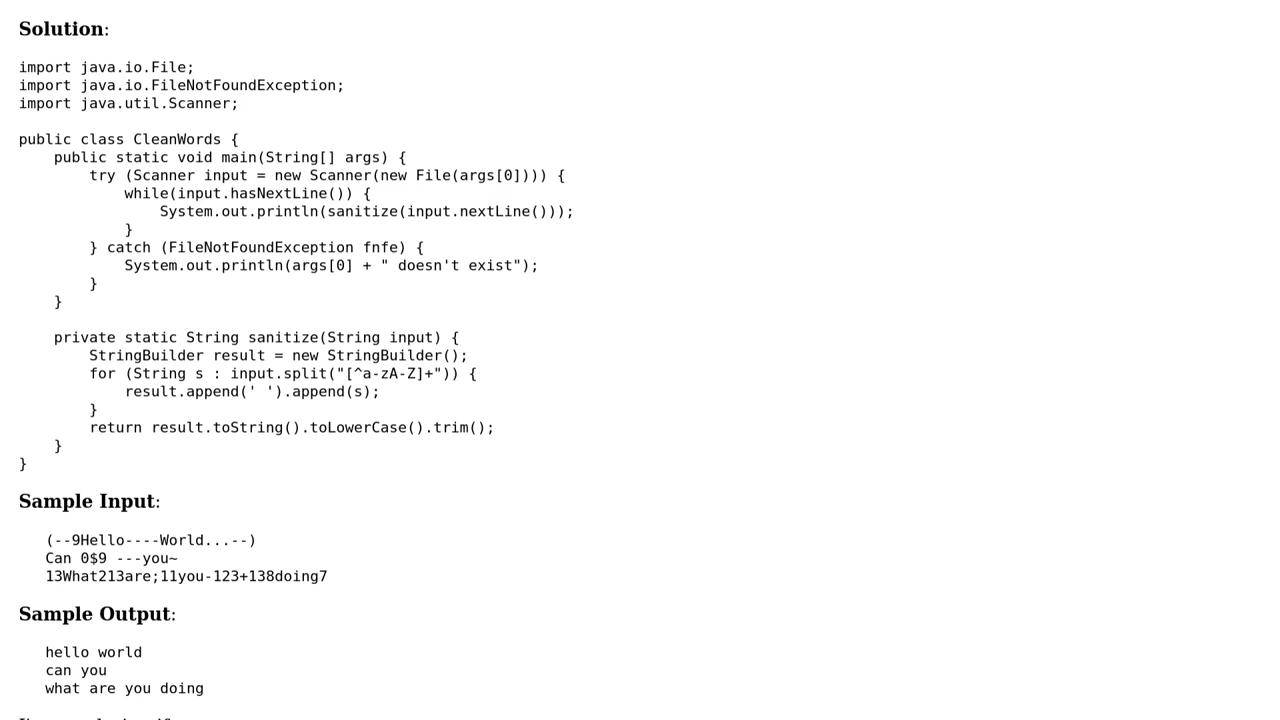 Solution:
import java.io.File;
import java.io.FileNotFoundException;
import java.util.Scanner;

public class CleanWords {
    public static void main(String[] args) {
        try (Scanner input = new Scanner(new File(args[0]))) {
            while(input.hasNextLine()) {
                System.out.println(sanitize(input.nextLine()));
            }
        } catch (FileNotFoundException fnfe) {
            System.out.println(args[0] + " doesn't exist");
        }
    }

    private static String sanitize(String input) {
        StringBuilder result = new StringBuilder();
        for (String s : input.split("[^a-zA-Z]+")) {
            result.append(' ').append(s);
        }
        return result.toString().toLowerCase().trim();
    }
}
Sample Input:
(--9Hello----World...--)
Can 0$9 ---you~
13What213are;11you-123+138doing7
Sample Output:
hello world
can you
what are you doing